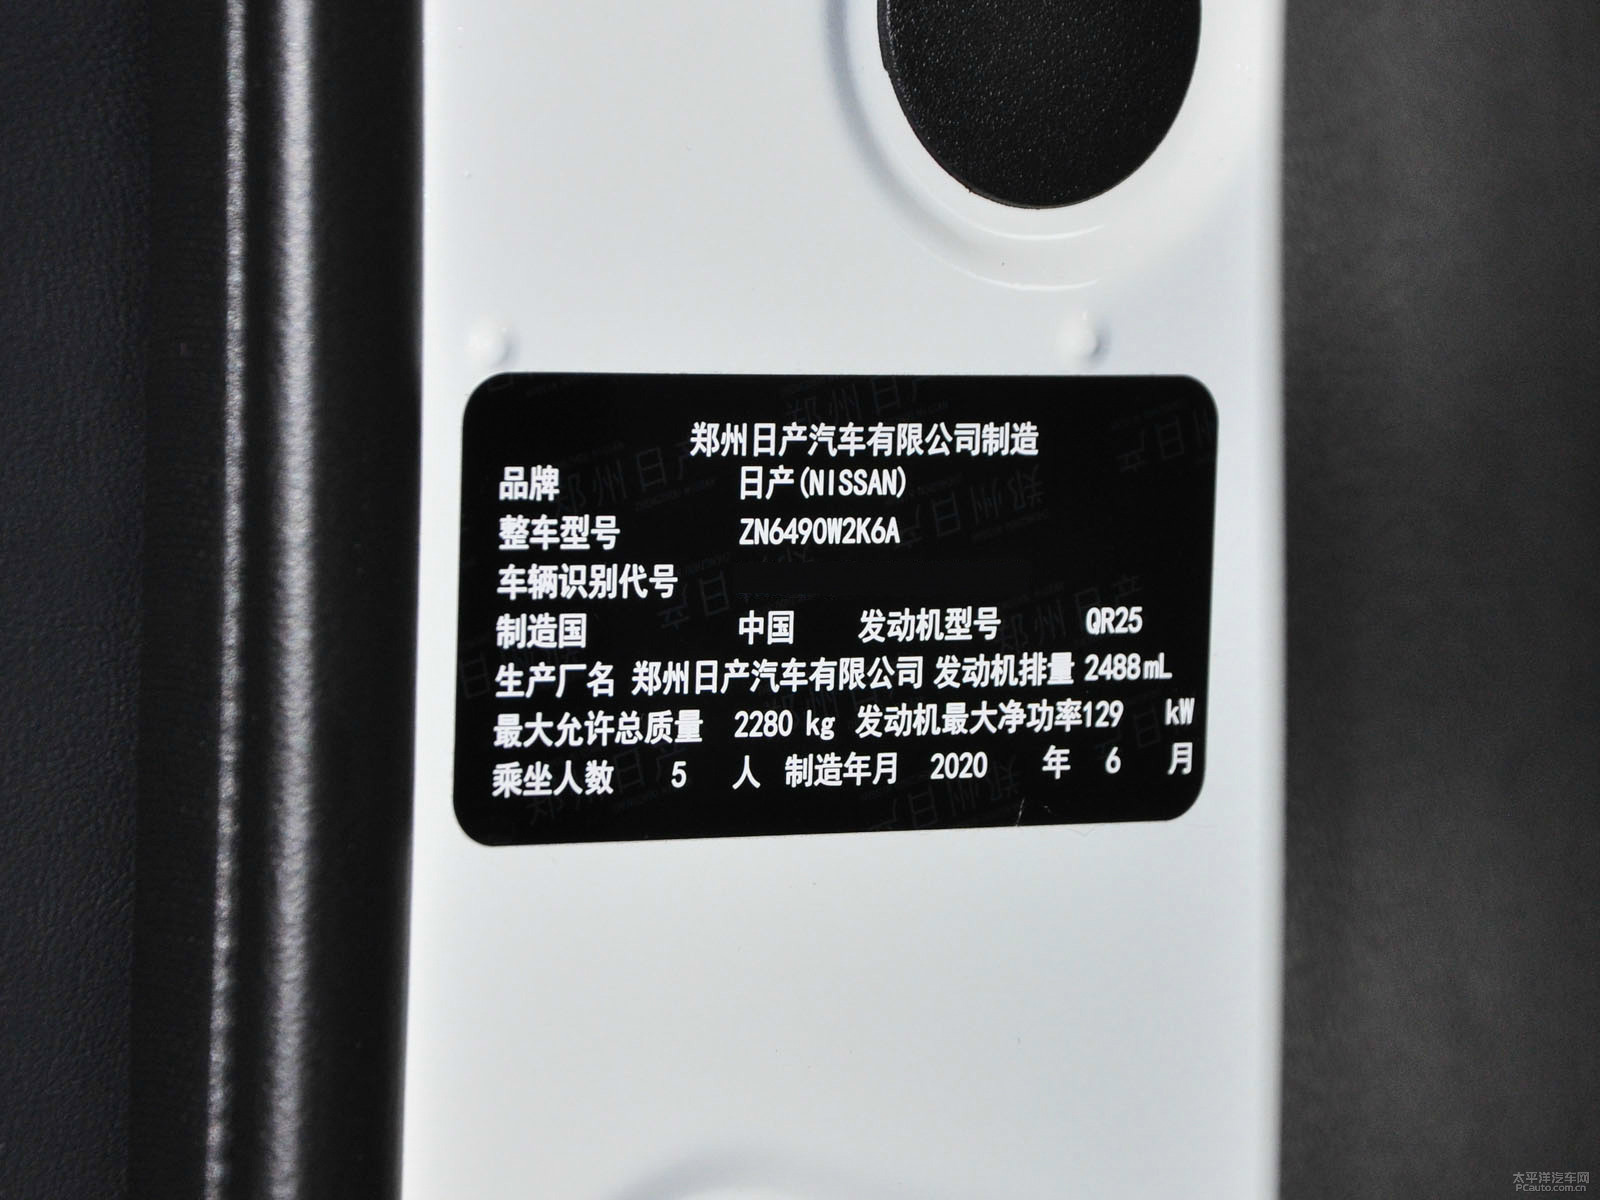 郑州日产汽车有限公司制造
品牌 日产(NISSAN)
整车型号 ZN6490W2K6A
车辆识别代号
制造国 中国 发动机型号 QR25
生产厂名 郑州日产汽车有限公司 发动机排量 2488mL
最大允许总质量 2280 kg 发动机最大净功率129 kW
乘坐人数 5 人 制造年月 2020 年 6 月
太平洋汽车网
PCauto.com.cn